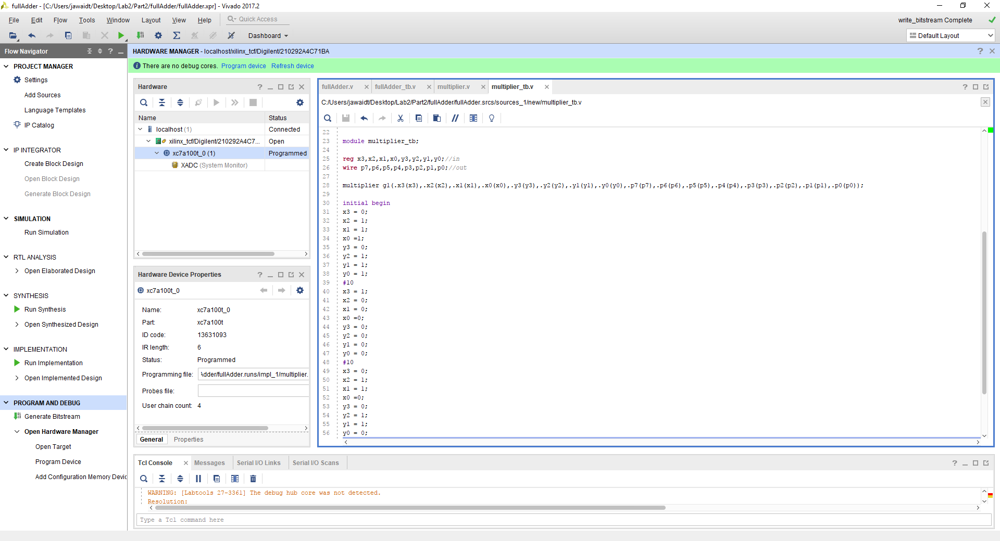 fullAdder - [C:/Users/jawaidt/Desktop/Lab2/Part2/fullAdder/fullAdder.xpr] - Vivado 2017.2
File Edit Flow Tools Window Layout View Help Quick Access
write_bitstream Complete
Dashboard
Default Layout
Flow Navigator
PROJECT MANAGER
Settings
Add Sources
Language Templates
IP Catalog
IP INTEGRATOR
Create Block Design
Open Block Design
Generate Block Design
SIMULATION
Run Simulation
RTL ANALYSIS
Open Elaborated Design
SYNTHESIS
Run Synthesis
Open Synthesized Design
IMPLEMENTATION
Run Implementation
Open Implemented Design
PROGRAM AND DEBUG
Generate Bitstream
Open Hardware Manager
Open Target
Program Device
Add Configuration Memory Devic
HARDWARE MANAGER - localhost/xilinx_tcf/Digilent/210292A4C71BA
There are no debug cores. Program device Refresh device
Hardware
Name Status
localhost (1) Connected
xilinx_tcf/Digilent/210292A4C7... Open
xc7a100t_0 (1) Programmed
XADC (System Monitor)
Hardware Device Properties
xc7a100t_0
Name: xc7a100t_0
Part: xc7a100t
ID code: 13631093
IR length: 6
Status: Programmed
Programming file: Adder/fullAdder.runs/impl_1/multiplier.
Probes file:
User chain count: 4
General Properties
fullAdder.v fullAdder_tb.v multiplier.v multiplier_tb.v
C:/Users/jawaidt/Desktop/Lab2/Part2/fullAdder/fullAdder.srcs/sources_1/new/multiplier_tb.v
22
23 module multiplier_tb;
24
25 reg x3,x2,x1,x0,y3,y2,y1,y0;//in
26 wire p7,p6,p5,p4,p3,p2,p1,p0;//out
27
28 multiplier g1(.x3(x3),.x2(x2),.x1(x1),.x0(x0),.y3(y3),.y2(y2),.y1(y1),.y0(y0),.p7(p7),.p6(p6),.p5(p5),.p4(p4),.p3(p3),.p2(p2),.p1(p1),.p0(p0));
29
30 initial begin
31 x3 = 0;
32 x2 = 1;
33 x1 = 1;
34 x0 =1;
35 y3 = 0;
36 y2 = 1;
37 y1 = 1;
38 y0 = 1;
39 #10
40 x3 = 1;
41 x2 = 0;
42 x1 = 0;
43 x0 =0;
44 y3 = 0;
45 y2 = 0;
46 y1 = 0;
47 y0 = 0;
48 #10
49 x3 = 0;
50 x2 = 1;
51 x1 = 1;
52 x0 =0;
53 y3 = 0;
54 y2 = 1;
55 y1 = 1;
56 y0 = 0;
Tcl Console Messages Serial I/O Links Serial I/O Scans
WARNING: [Labtools 27-3361] The debug hub core was not detected.
Resolution:
Type a Tcl command here